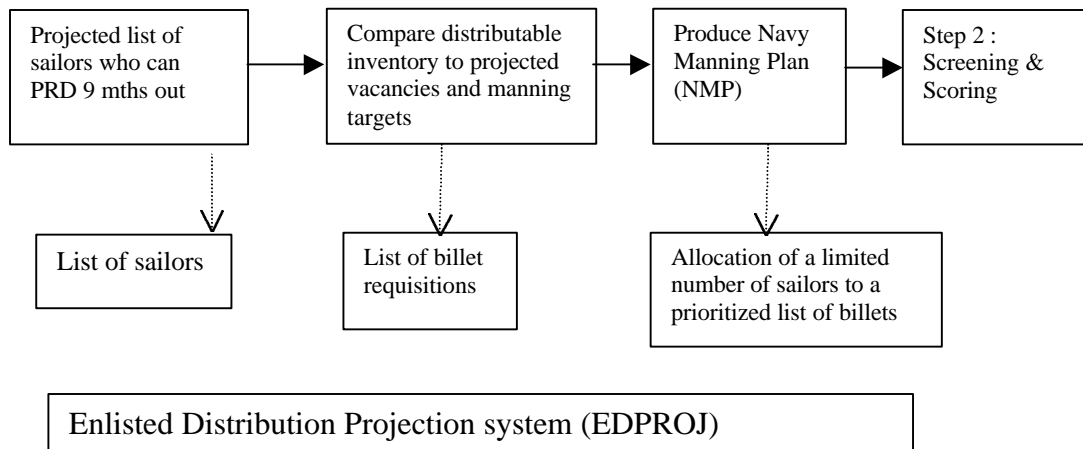 Projected list of
sailors who can
PRD 9 mths out
Compare distributable
inventory to projected
vacancies and manning
targets
Produce Navy
Manning Plan
(NMP)
Step 2 :
Screening &
Scoring
List of sailors
List of billet
requisitions
Allocation of a limited
number of sailors to a
prioritized list of billets
Enlisted Distribution Projection system (EDPROJ)